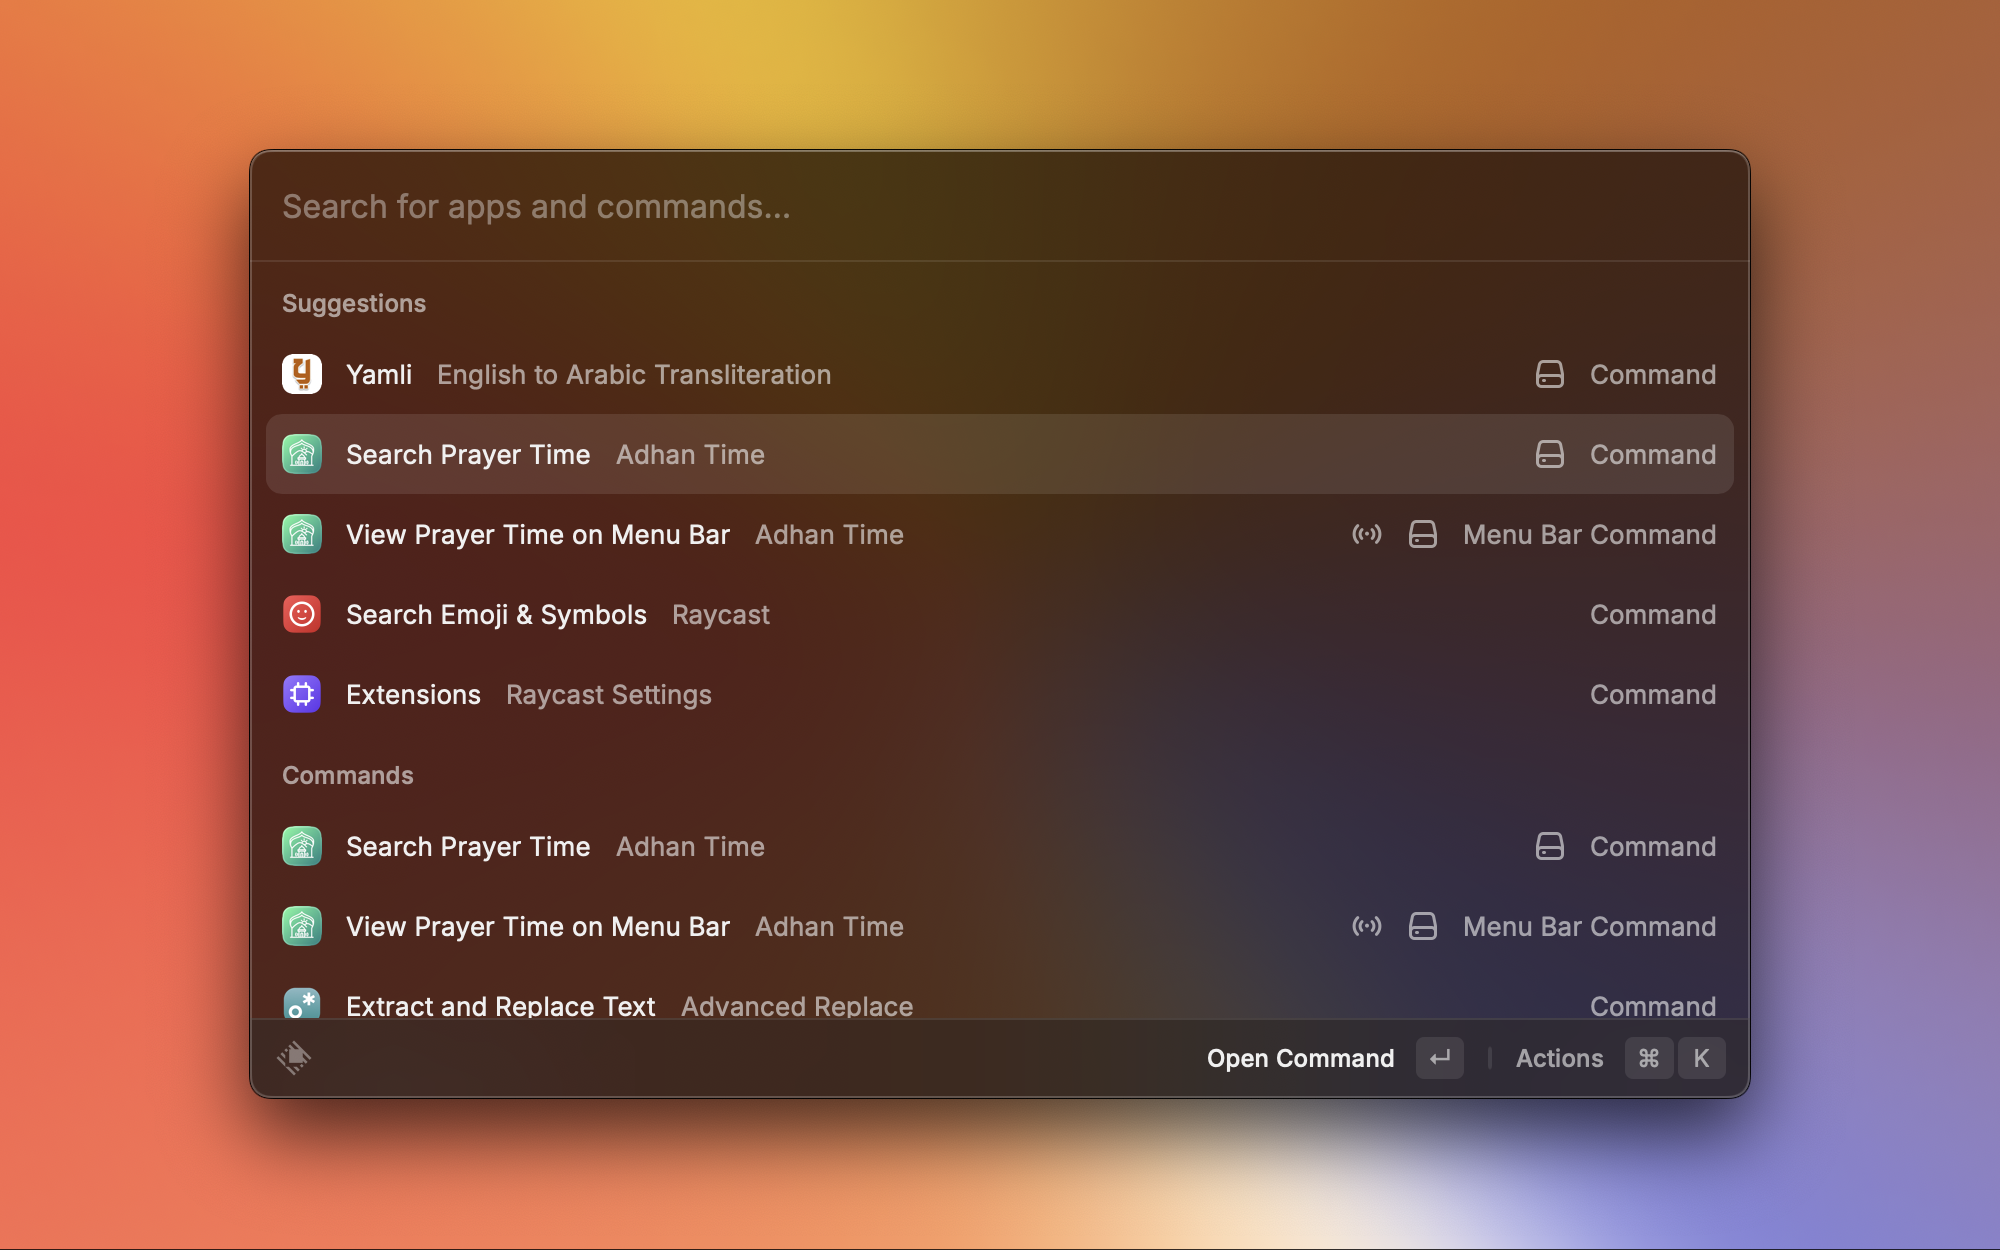 Search for apps and commands...
Suggestions
Yamli English to Arabic Transliteration Command
Search Prayer Time Adhan Time Command
View Prayer Time on Menu Bar Adhan Time Menu Bar Command
Search Emoji & Symbols Raycast Command
Extensions Raycast Settings Command
Commands
Search Prayer Time Adhan Time Command
View Prayer Time on Menu Bar Adhan Time Menu Bar Command
Extract and Replace Text Advanced Replace Command
Open Command ↵ Actions ⌘ K